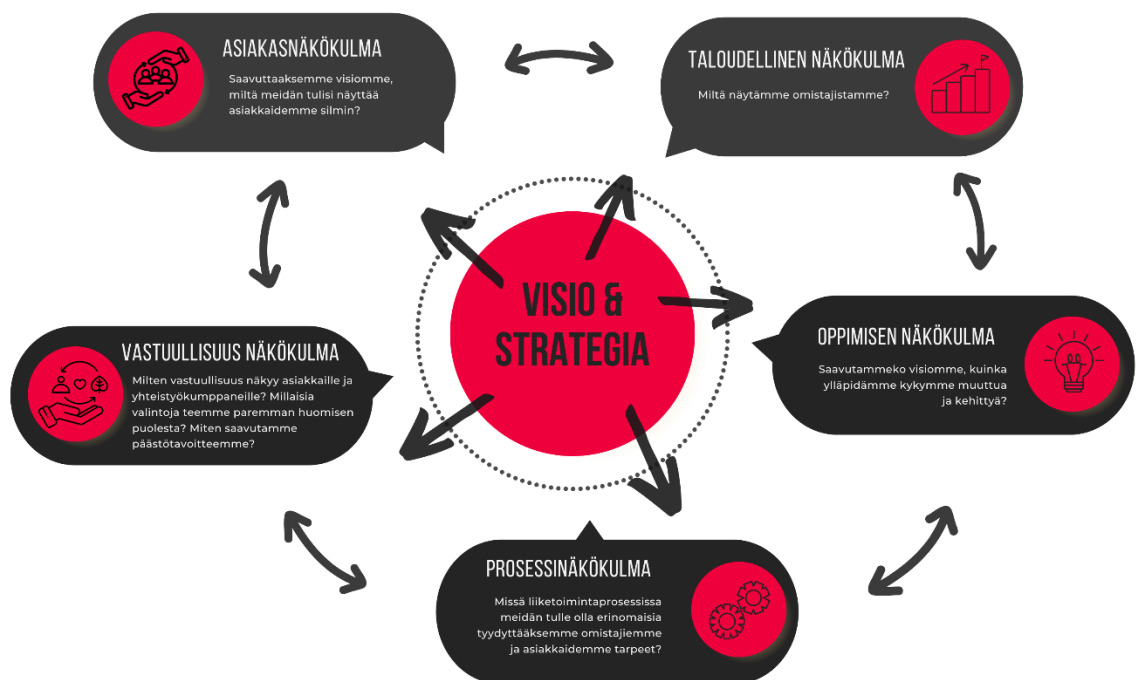 ASIAKASNÄKÖKULMA
Saavuttaaksemme visiomme,
miltä meidän tulisi näyttää
asiakkaidemme silmin?
TALOUDELLINEN NÄKÖKULMA
Miltä näytämme omistajistamme?
VISIO &
STRATEGIA
VASTUULLISUUS NÄKÖKULMA
Milten vastuullisuus näkyy asiakkaille ja
yhteistyökumppaneille? Millaisia
valintoja teemme paremman huomisen
puolesta? Miten saavutamme
päästötavoitteemme?
OPPIMISEN NÄKÖKULMA
Saavutammeko visiomme, kuinka
ylläpidämme kykymme muuttua
ja kehittyä?
PROSESSINÄKÖKULMA
Missä liiketoimintaprosessissa
meidän tulle olla erinomaisia
tyydyttääksemme omistajiemme
ja asiakkaidemme tarpeet?